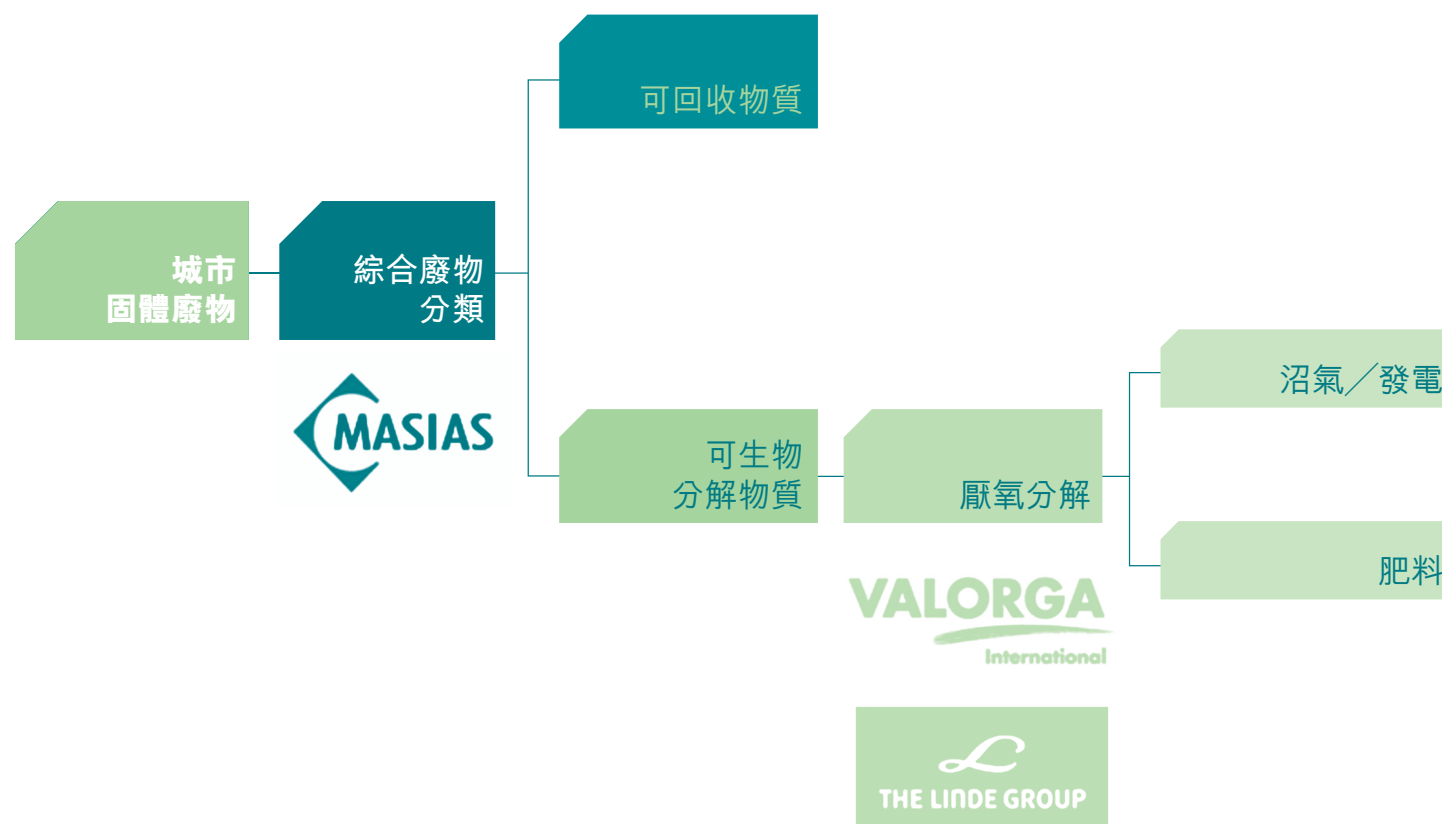 可回收物質
城市
固體廢物
綜合廢物
分類
MASIAS
沼氣／發電
可生物
分解物質
厭氧分解
肥料
VALORGA
International
THE LINDE GROUP